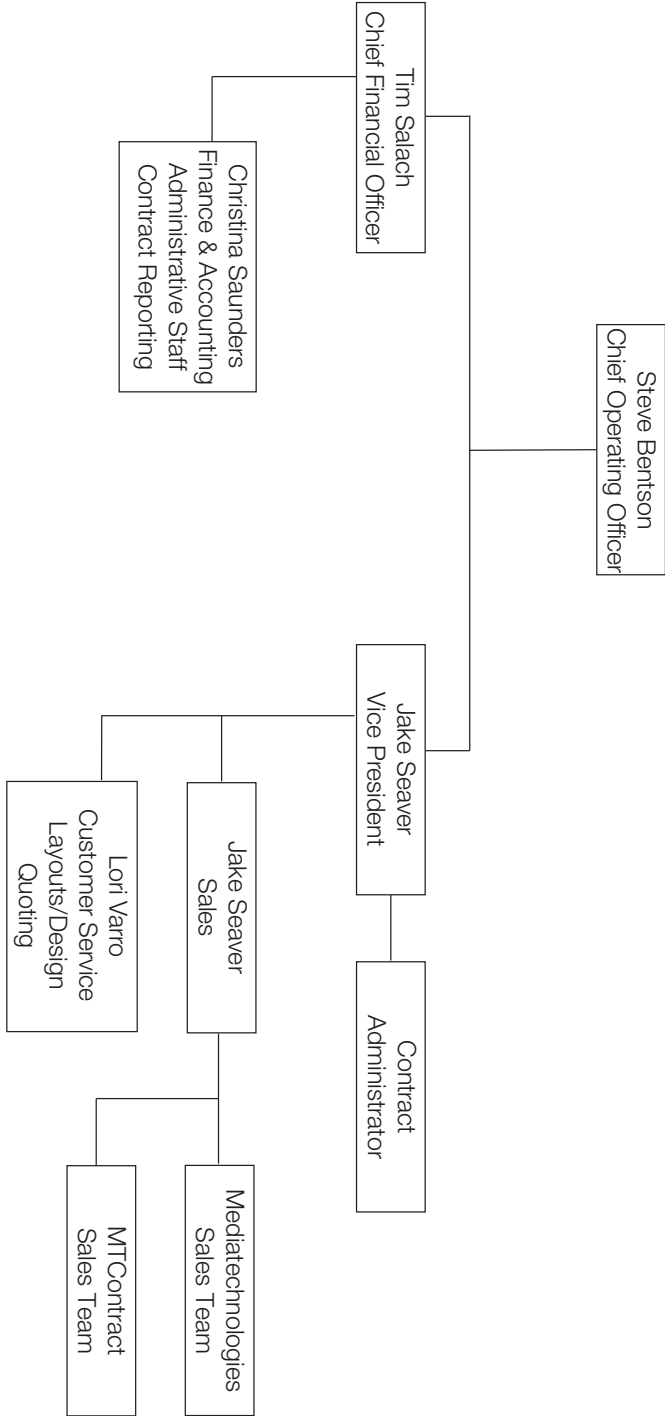 Steve Bentson
Chief Operating Officer
Tim Salach
Chief Financial Officer
Jake Seaver
Vice President
Contract
Administrator
Christina Saunders
Finance & Accounting
Administrative Staff
Contract Reporting
Jake Seaver
Sales
Mediatechnologies
Sales Team
Lori Varro
Customer Service
Layouts/Design
Quoting
MTContract
Sales Team